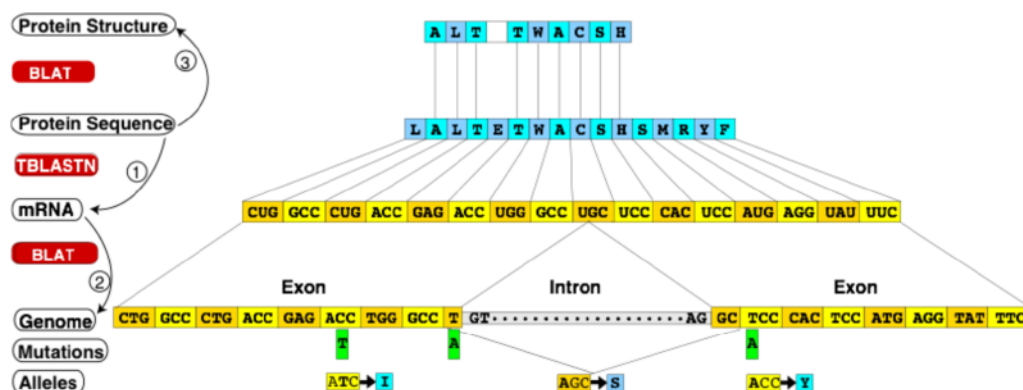 Protein Structure
A L T T W A C S H
③
BLAT
Protein Sequence
L A L T E T W A C S H S M R Y F
TBLASTN
①
mRNA
CUG GCC CUG ACC GAG ACC UGG GCC UGC UCC CAC UCC AUG AGG UAU UUC
BLAT
②
Exon Intron Exon
Genome
CTG GCC CTG ACC GAG ACC TGG GCC T GT..................AG GC TCC CAC TCC ATG AGG TAT TTC
Mutations
T A A
Alleles
ATC→I AGC→S ACC→Y